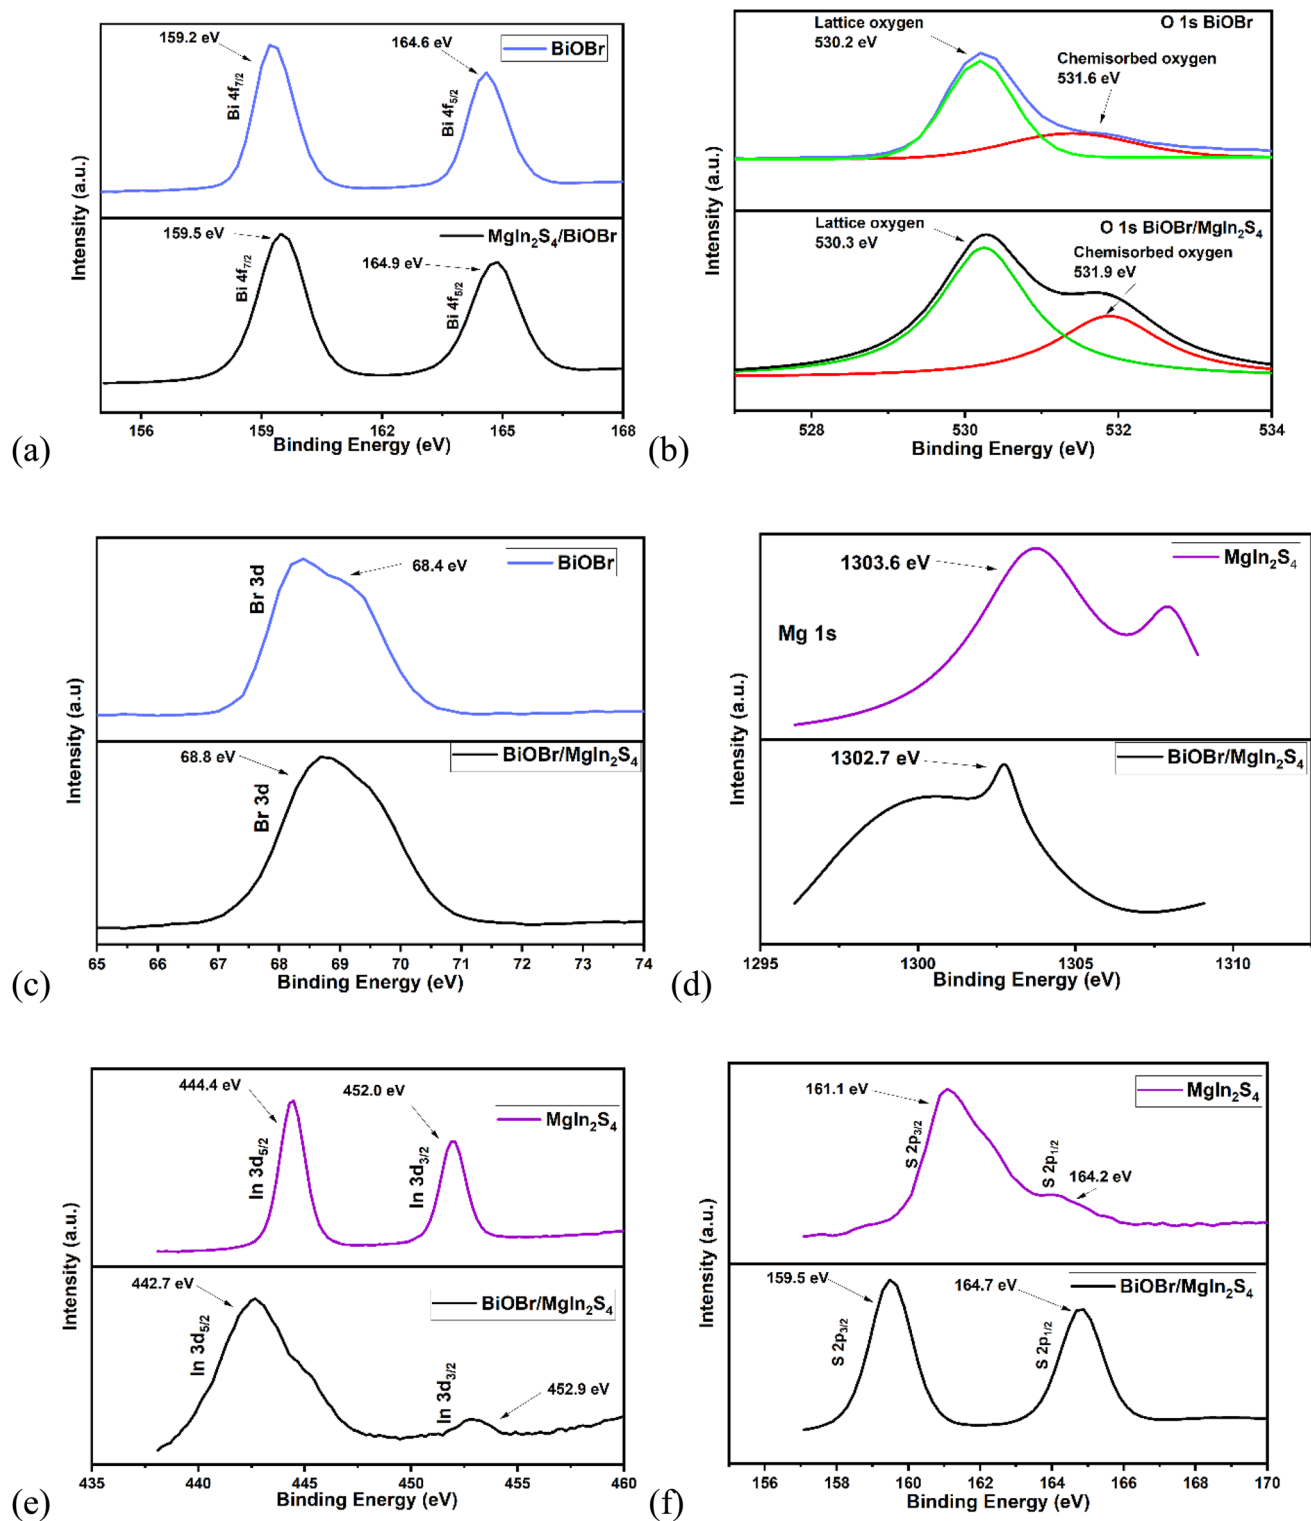 159.2 eV
164.6 eV
BiOBr
Bi 4f7/2
Bi 4f5/2
159.5 eV
164.9 eV
MgIn2S4/BiOBr
Bi 4f7/2
Bi 4f5/2
Intensity (a.u.)
156 159 162 165 168
Binding Energy (eV)
(a)
Lattice oxygen
530.2 eV
O 1s BiOBr
Chemisorbed oxygen
531.6 eV
Lattice oxygen
530.3 eV
O 1s BiOBr/MgIn2S4
Chemisorbed oxygen
531.9 eV
Intensity (a.u.)
528 530 532 534
Binding Energy (eV)
(b)
BiOBr
68.4 eV
Br 3d
68.8 eV
BiOBr/MgIn2S4
Br 3d
Intensity (a.u)
65 66 67 68 69 70 71 72 73 74
Binding Energy (eV)
(c)
1303.6 eV
MgIn2S4
Mg 1s
1302.7 eV
BiOBr/MgIn2S4
Intensity (a.u.)
1295 1300 1305 1310
Binding Energy (eV)
(d)
444.4 eV
452.0 eV
MgIn2S4
In 3d5/2
In 3d3/2
442.7 eV
BiOBr/MgIn2S4
In 3d5/2
In 3d3/2
452.9 eV
Intensity (a.u.)
435 440 445 450 455 460
Binding Energy (eV)
(e)
161.1 eV
MgIn2S4
S 2p3/2
S 2p1/2
164.2 eV
159.5 eV
164.7 eV
BiOBr/MgIn2S4
S 2p3/2
S 2p1/2
Intensity (a.u.)
156 158 160 162 164 166 168 170
Binding Energy (eV)
(f)